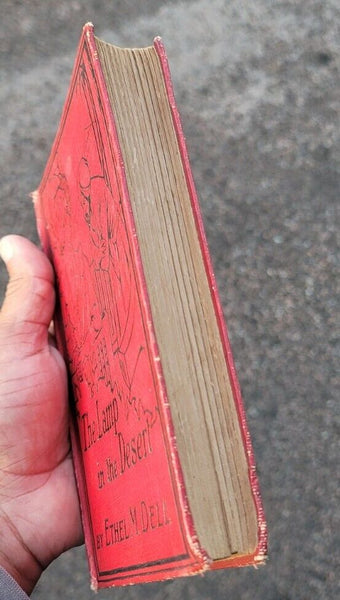 The Lamp
in the Desert
BY ETHEL M. DELL